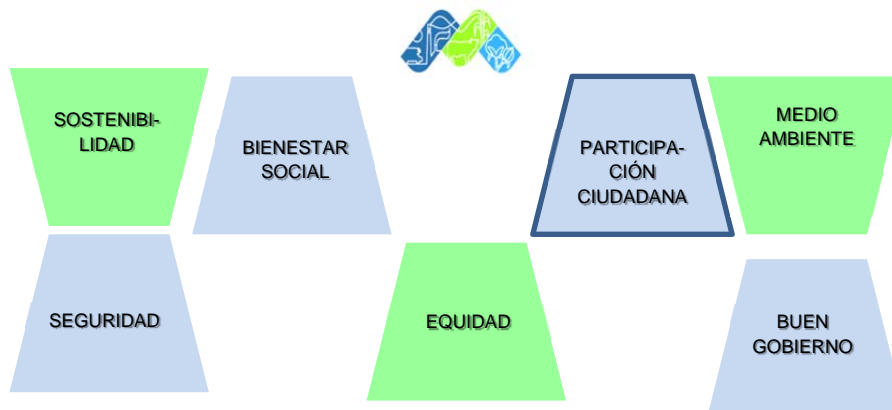 SOSTENIBI-
LIDAD
BIENESTAR
SOCIAL
PARTICIPA-
CIÓN
CIUDADANA
MEDIO
AMBIENTE
SEGURIDAD
EQUIDAD
BUEN
GOBIERNO